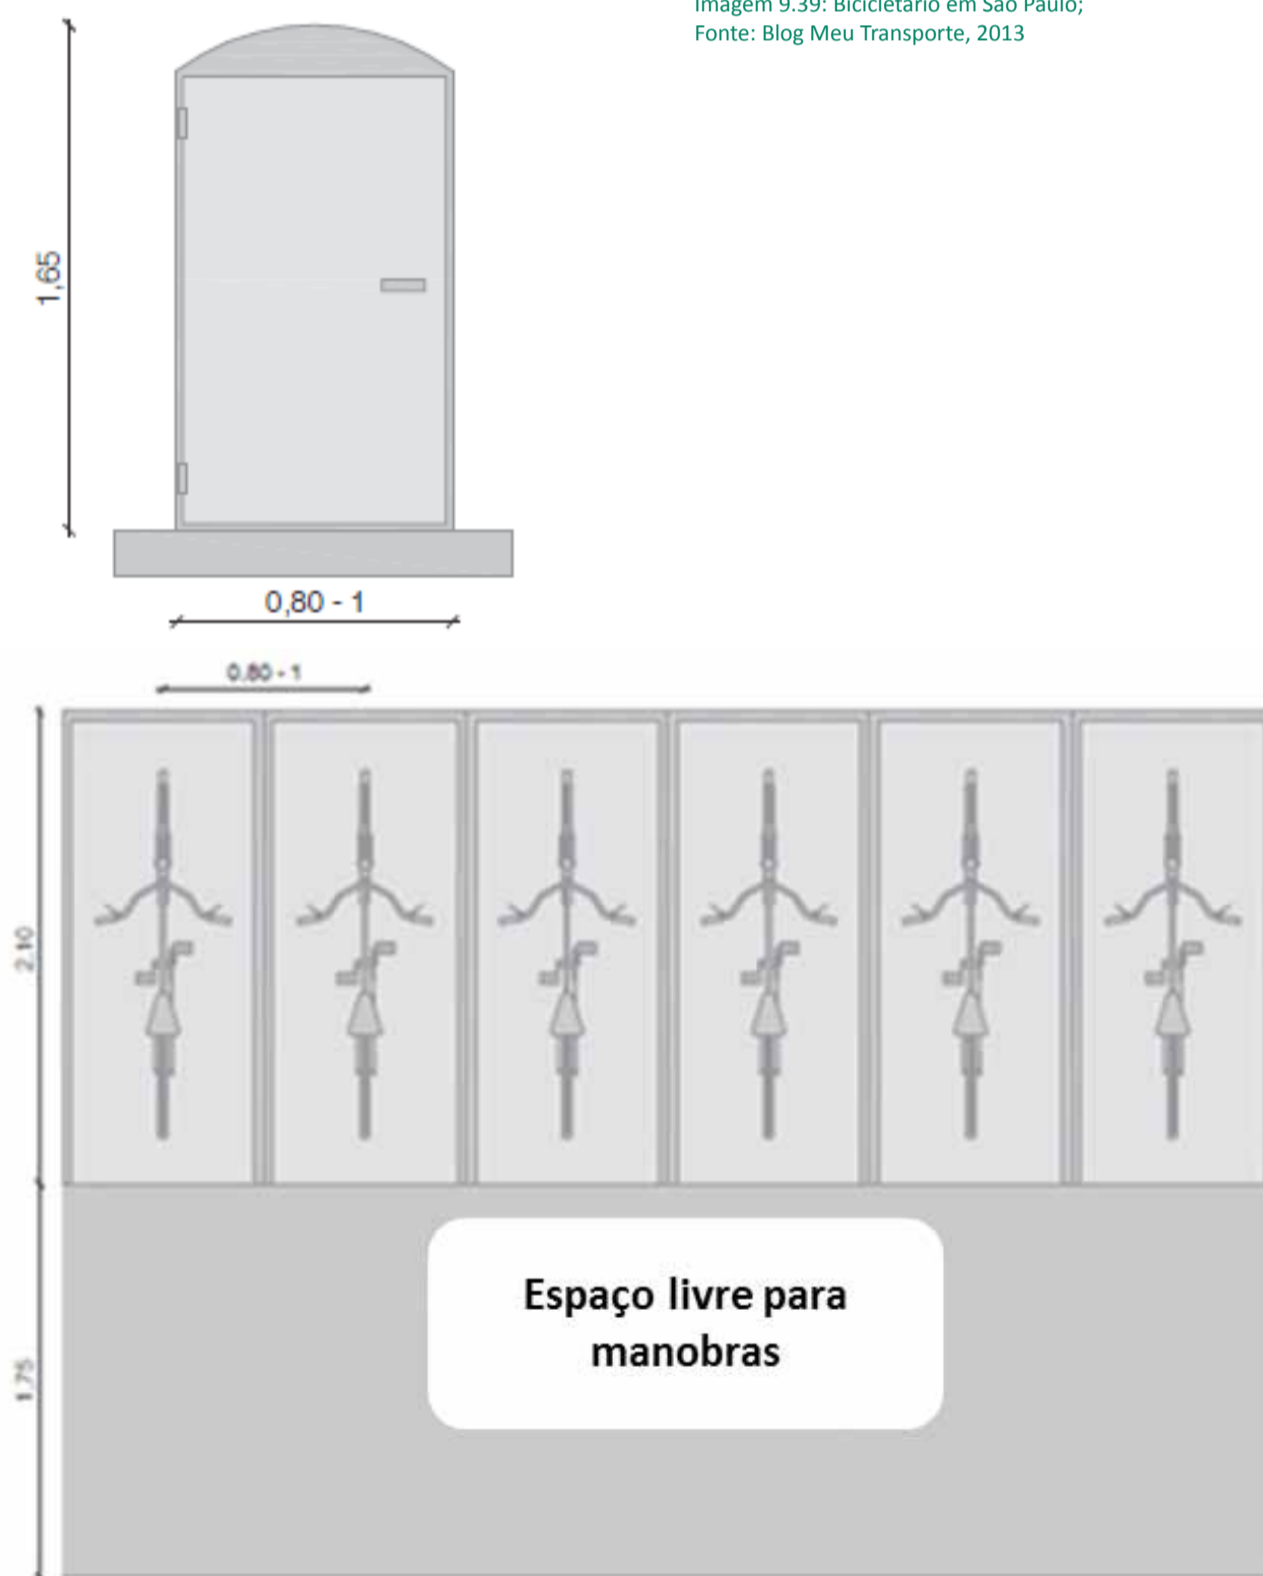 Imagem 9.39: Bicicletário em São Paulo;
Fonte: Blog Meu Transporte, 2013
1,65
0,80 - 1
0,80 - 1
2,10
1,75
Espaço livre para
manobras